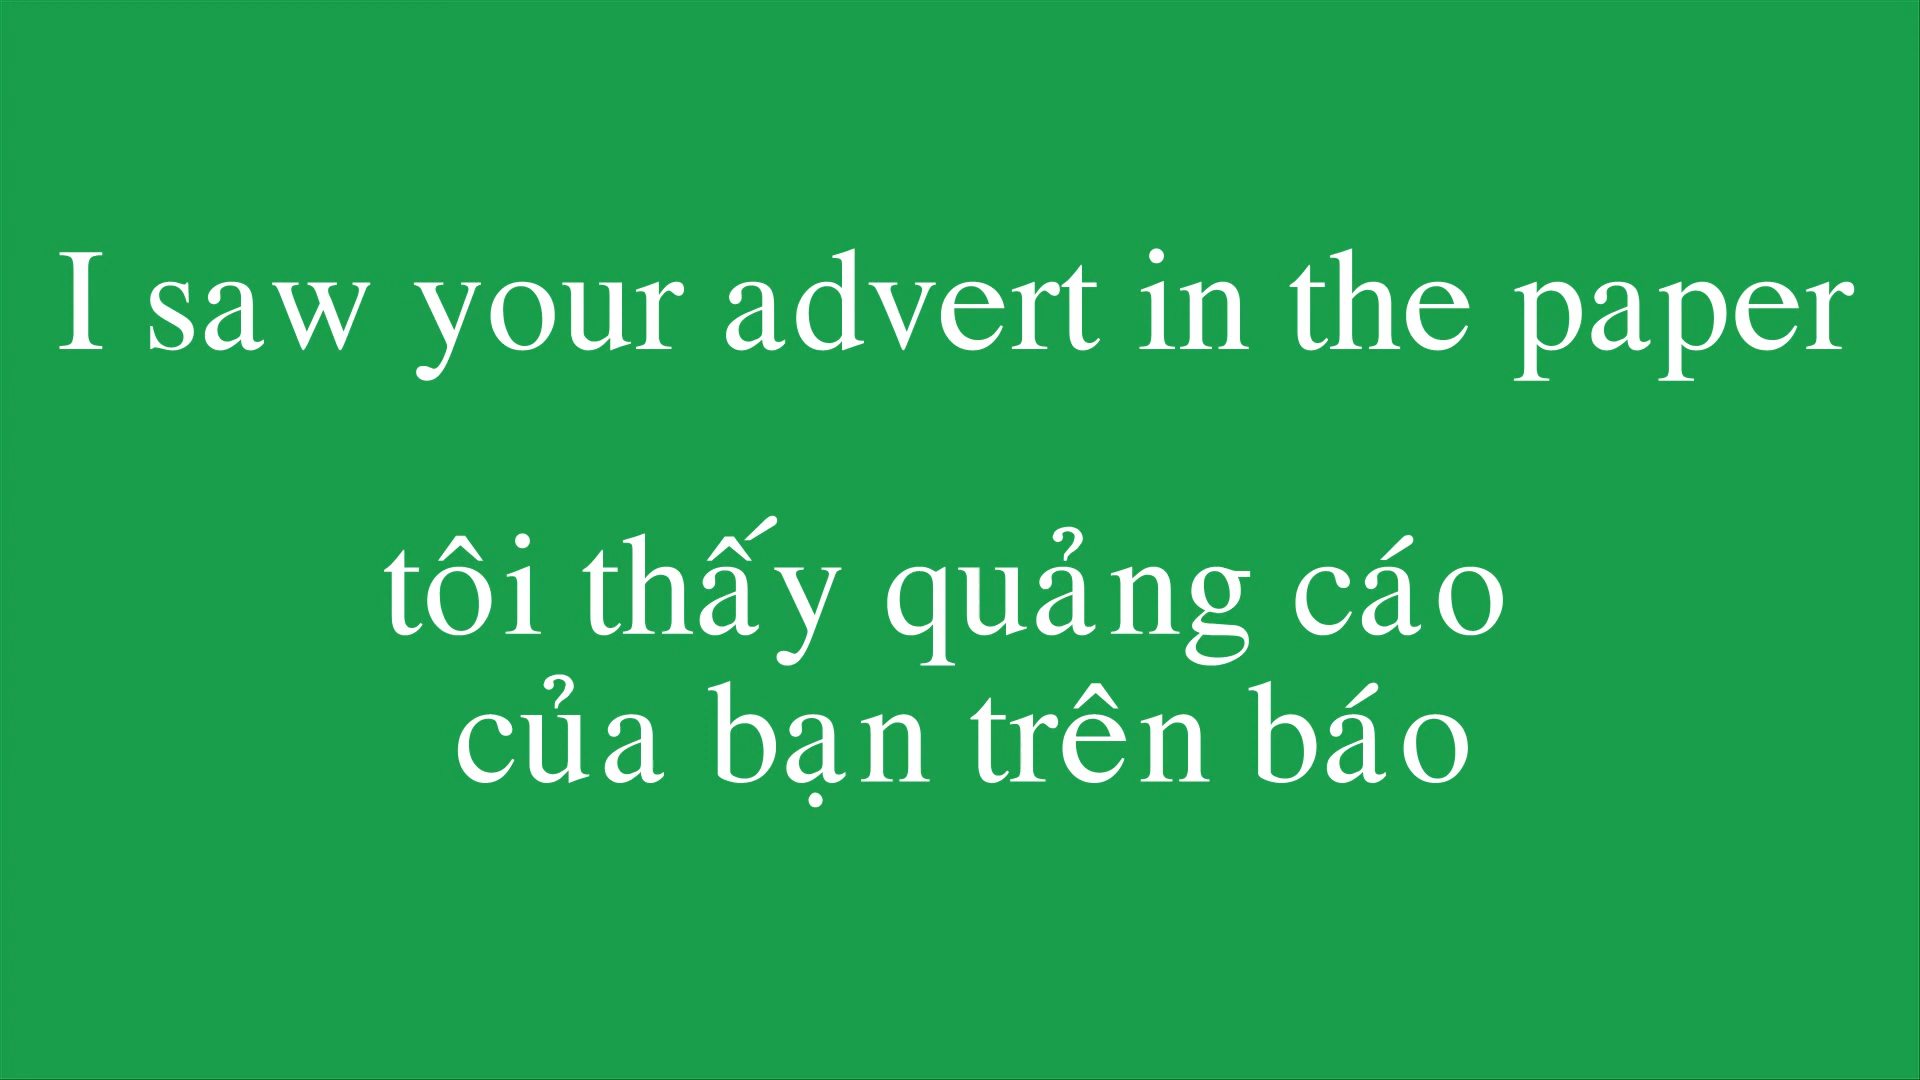 I saw your advert in the paper
tôi thấy quảng cáo
của bạn trên báo